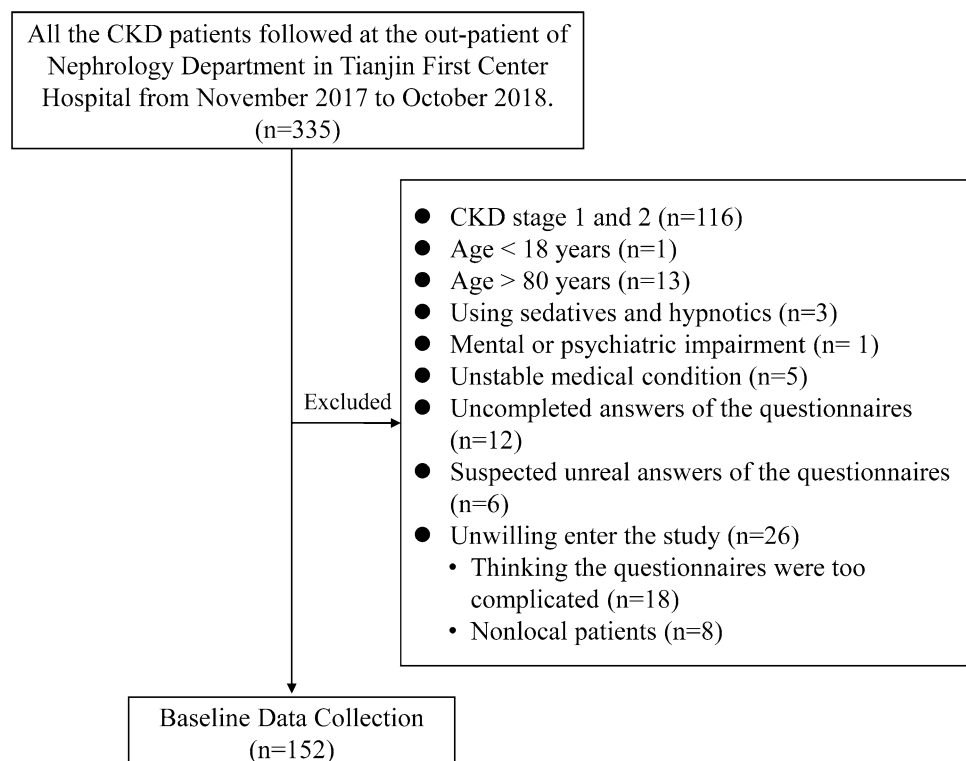 All the CKD patients followed at the out-patient of
Nephrology Department in Tianjin First Center
Hospital from November 2017 to October 2018.
(n=335)
● CKD stage 1 and 2 (n=116)
● Age < 18 years (n=1)
● Age > 80 years (n=13)
● Using sedatives and hypnotics (n=3)
● Mental or psychiatric impairment (n= 1)
● Unstable medical condition (n=5)
Excluded
● Uncompleted answers of the questionnaires
(n=12)
● Suspected unreal answers of the questionnaires
(n=6)
● Unwilling enter the study (n=26)
• Thinking the questionnaires were too
complicated (n=18)
• Nonlocal patients (n=8)
Baseline Data Collection
(n=152)